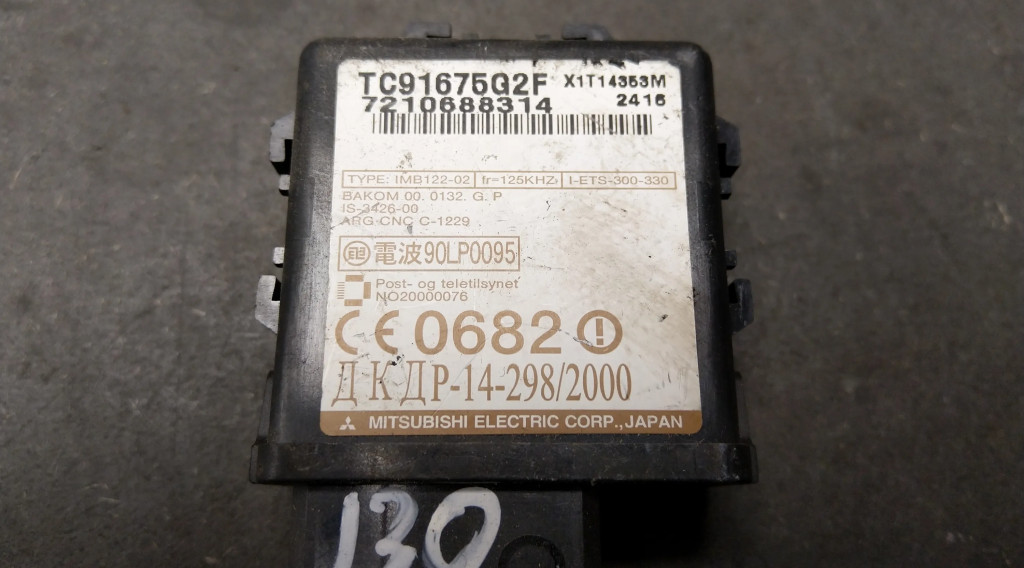 TC91675G2F X1T14353M
7210688314 2416
TYPE: IMB122-02 fr=125KHZ I-ETS-300-330
BAKOM 00. 0132. G. P
IS-3426-00
ARG CNC C-1229
電波90LP0095
Post- og teletilsynet
NO20000076
CE 0682
ДКДР-14-298/2000
MITSUBISHI ELECTRIC CORP.,JAPAN
130